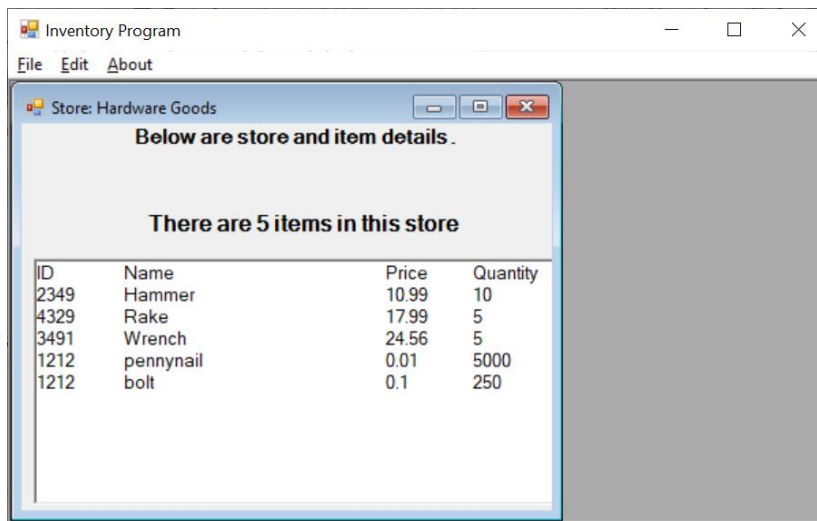 Inventory Program
File Edit About
Store: Hardware Goods
Below are store and item details.
There are 5 items in this store
ID Name Price Quantity
2349 Hammer 10.99 10
4329 Rake 17.99 5
3491 Wrench 24.56 5
1212 pennynail 0.01 5000
1212 bolt 0.1 250